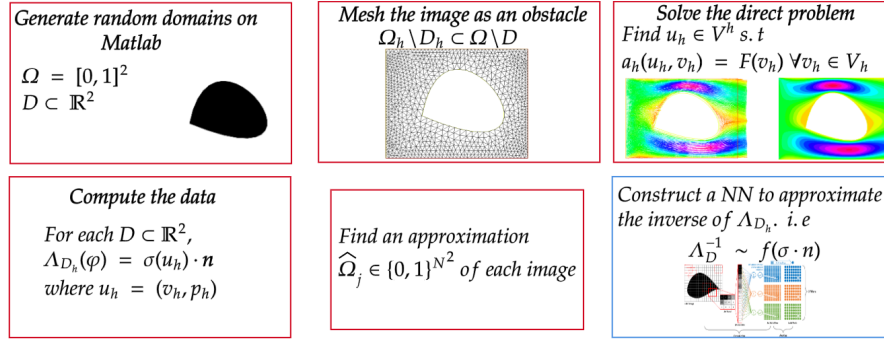 Generate random domains on
Matlab
Ω = [0, 1]²
D ⊂ ℝ²
Mesh the image as an obstacle
Ω_h\D_h ⊂ Ω\D
Solve the direct problem
Find u_h ∈ V^h s.t
a_h(u_h, v_h) = F(v_h) ∀v_h ∈ V_h
Compute the data
For each D ⊂ ℝ²,
Λ_{D_h}(φ) = σ(u_h) · n
where u_h = (v_h, p_h)
Find an approximation
Ω̂_j ∈ {0, 1}^{N²} of each image
Construct a NN to approximate
the inverse of Λ_{D_h}. i.e
Λ_D^{-1} ~ f(σ · n)